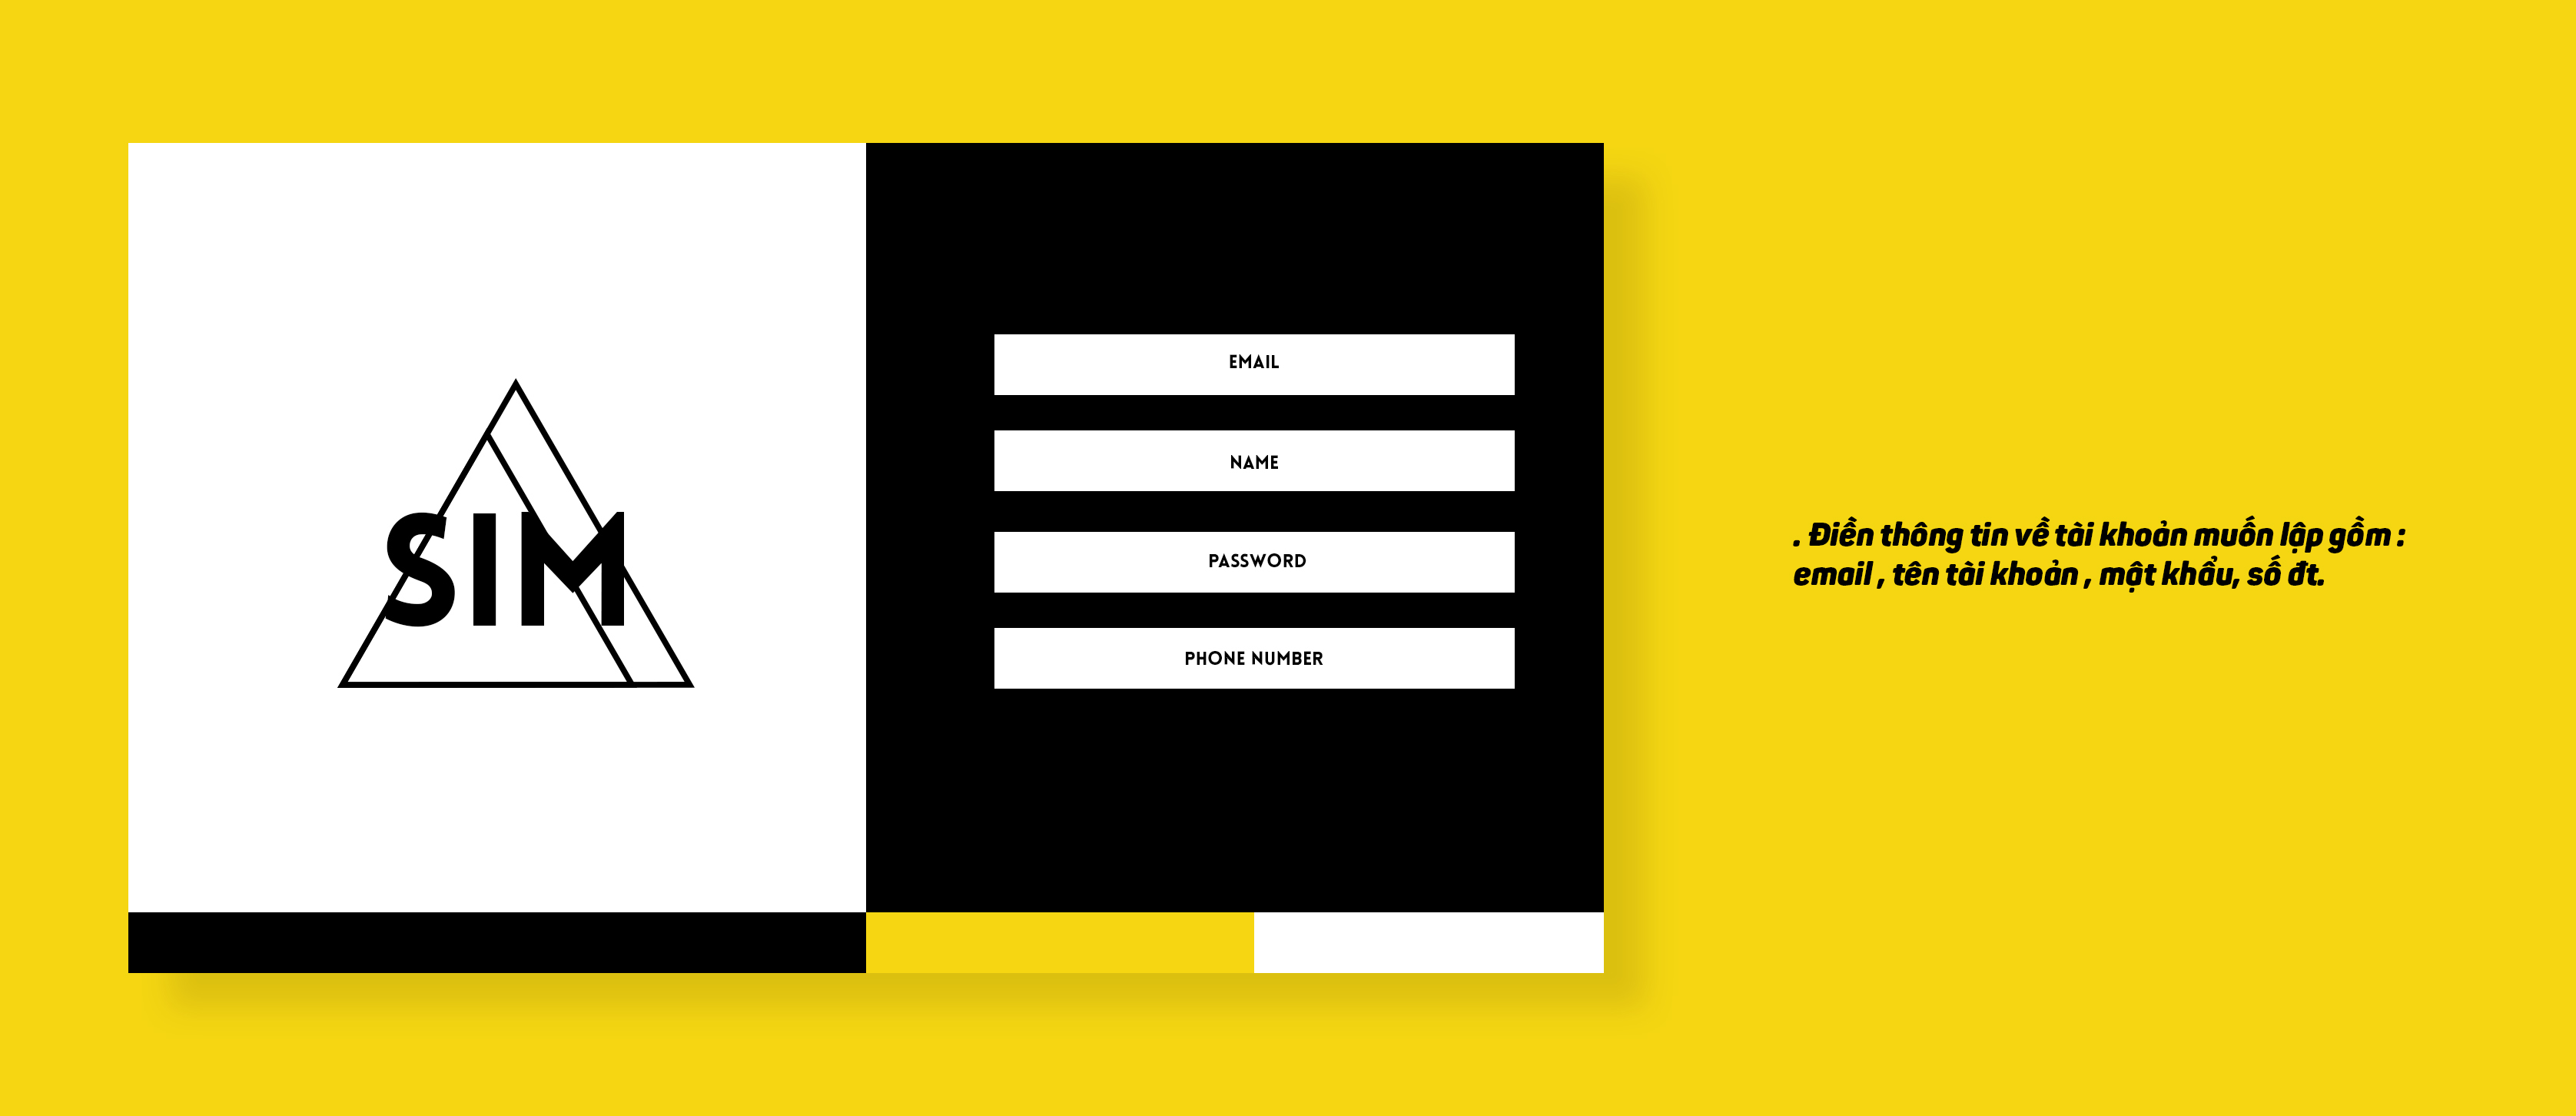 SIM
EMAIL
NAME
PASSWORD
PHONE NUMBER
. Điền thông tin về tài khoản muốn lập gồm :
email , tên tài khoản , mật khẩu, số đt.